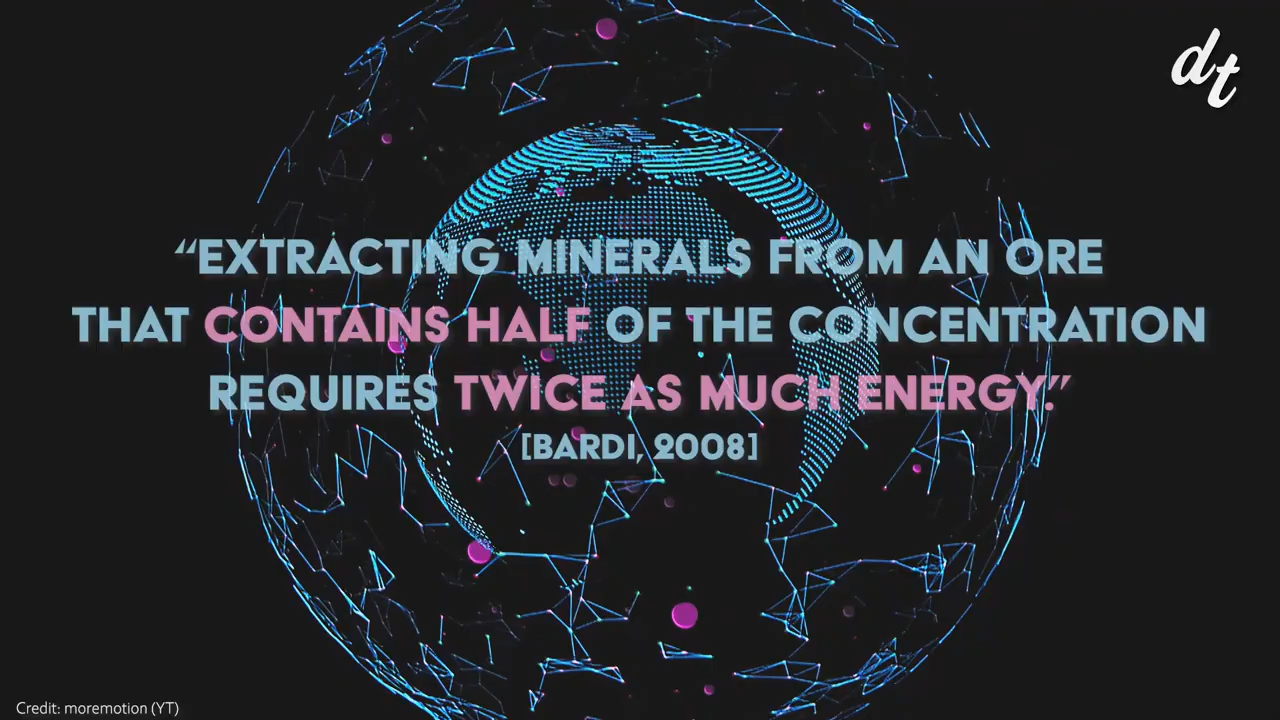 dt
“EXTRACTING MINERALS FROM AN ORE
THAT CONTAINS HALF OF THE CONCENTRATION
REQUIRES TWICE AS MUCH ENERGY.”
[BARDI, 2008]
Credit: moremotion (YT)